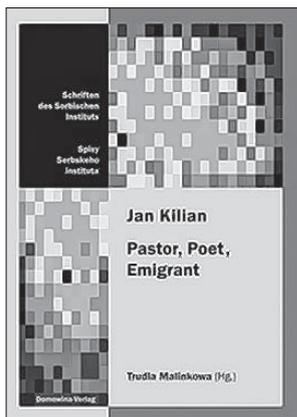 Schriften
des Sorbischen
Instituts
Spisy
Serbskeho
instituta
Jan Kilian
Pastor, Poet,
Emigrant
Trudla Malinkowa (Hg.)
Domowina-Verlag